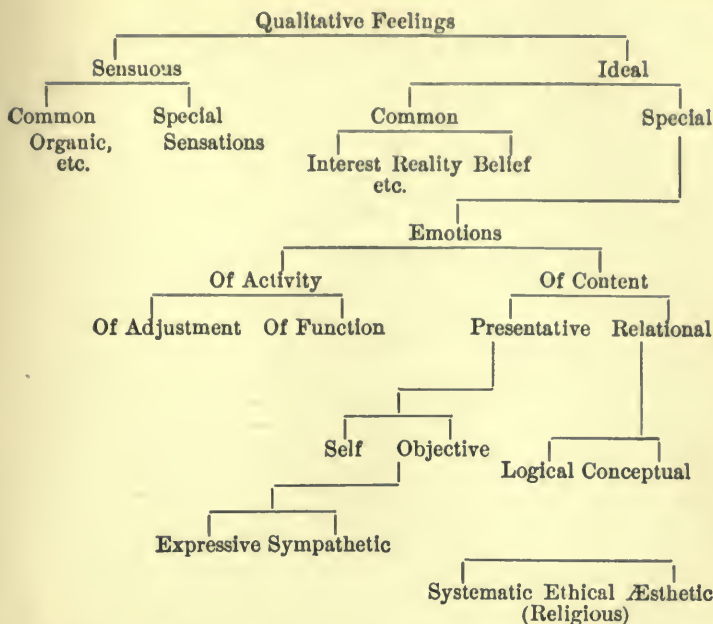 Qualitative Feelings
Sensuous Ideal
Common Special Common Special
Organic, Sensations
etc. Interest Reality Belief
etc.
Emotions
Of Activity Of Content
Of Adjustment Of Function Presentative Relational
Self Objective
Logical Conceptual
Expressive Sympathetic
Systematic Ethical Æsthetic
(Religious)